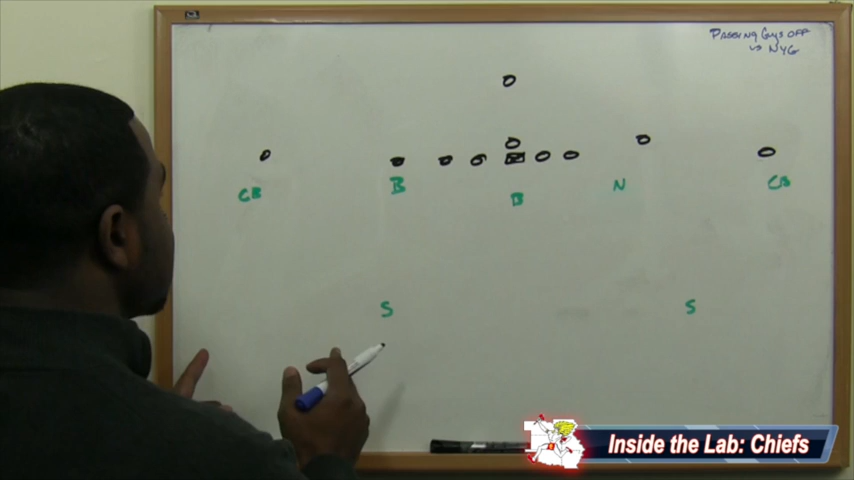 PASSING GUYS OFF
vs NYG
CB
B
B
N
CB
S
S
Inside the Lab: Chiefs